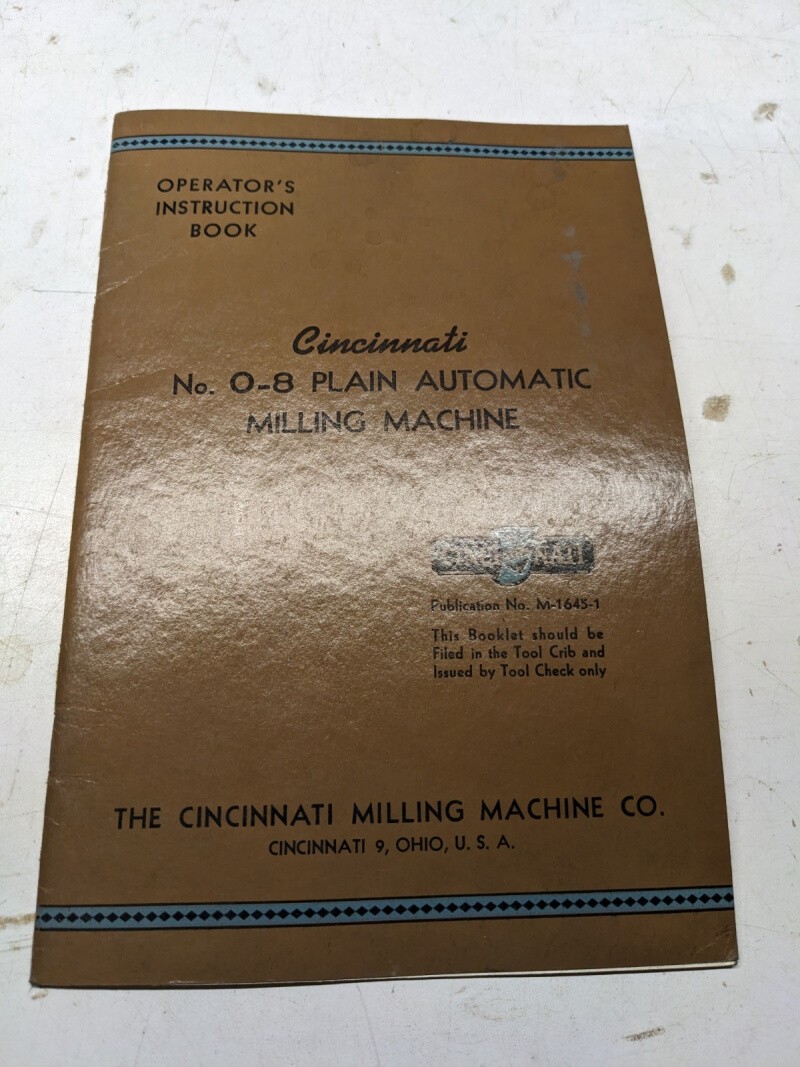 OPERATOR'S
INSTRUCTION
BOOK
Cincinnati
No. 0-8 PLAIN AUTOMATIC
MILLING MACHINE
CINCINNATI
Publication No. M-1645-1
This Booklet should be
Filed in the Tool Crib and
Issued by Tool Check only
THE CINCINNATI MILLING MACHINE CO.
CINCINNATI 9, OHIO, U. S. A.